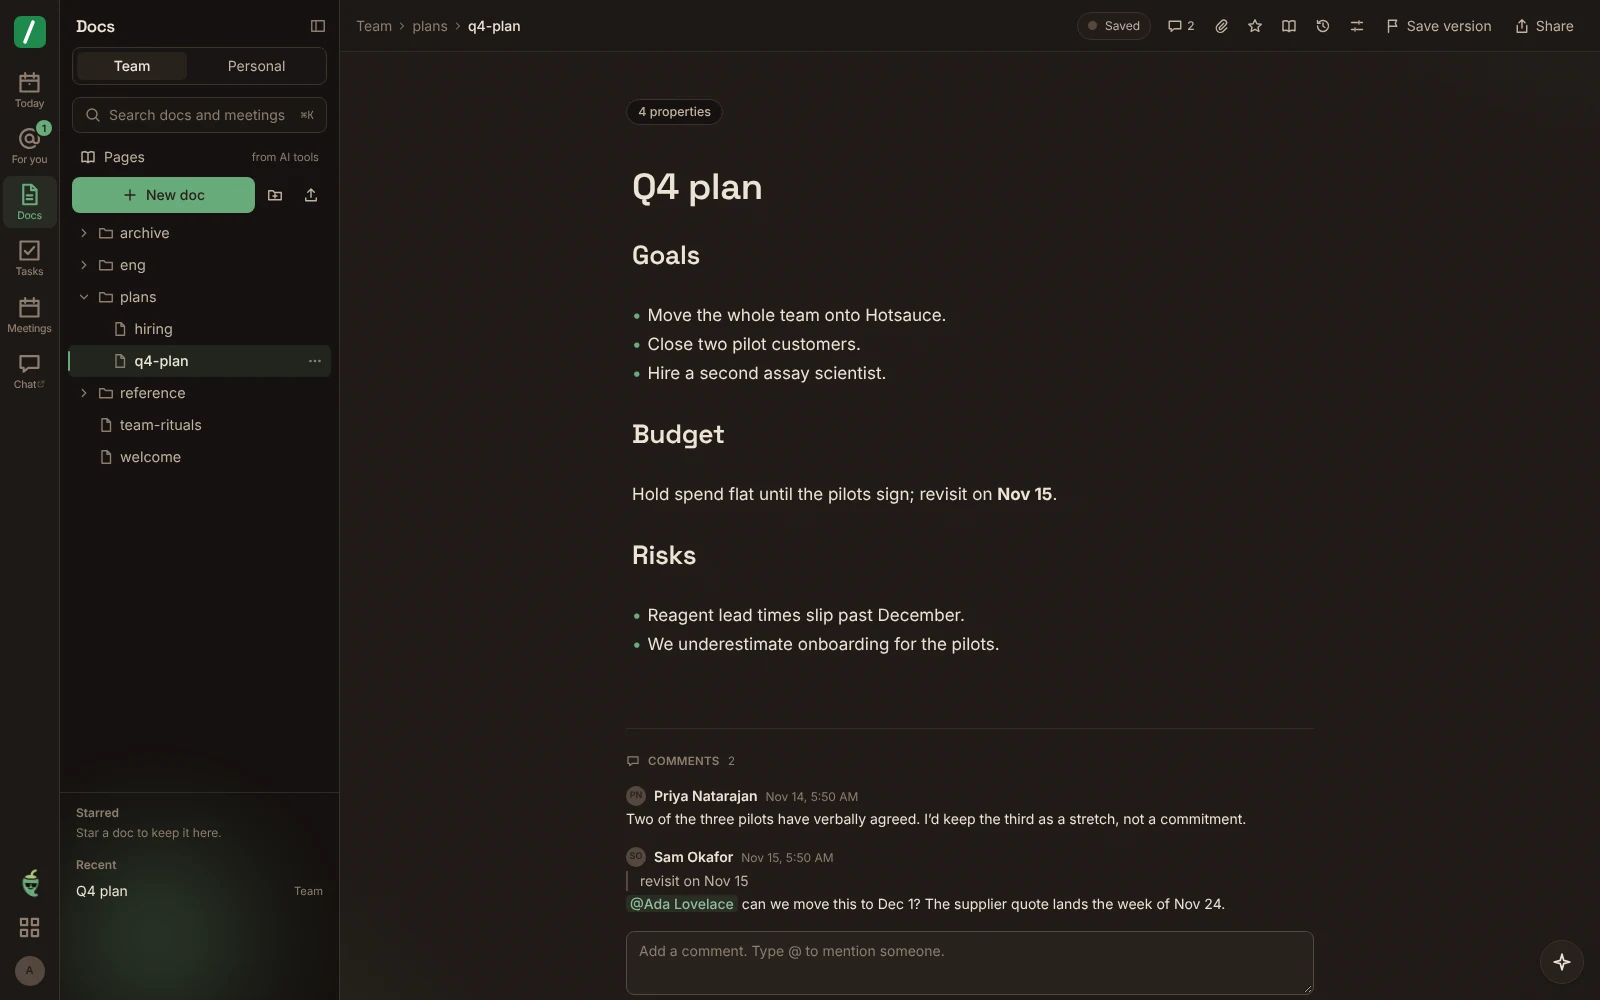 Docs
Team
Personal
Search docs and meetings ⌘K
Pages
from AI tools
New doc
archive
eng
plans
hiring
q4-plan
reference
team-rituals
welcome
Starred
Star a doc to keep it here.
Recent
Q4 plan
Team
Today
1
For you
Docs
Tasks
Meetings
Chat
A
Team > plans > q4-plan
Saved
2
Save version
Share
4 properties
Q4 plan
Goals
• Move the whole team onto Hotsauce.
• Close two pilot customers.
• Hire a second assay scientist.
Budget
Hold spend flat until the pilots sign; revisit on Nov 15.
Risks
• Reagent lead times slip past December.
• We underestimate onboarding for the pilots.
COMMENTS 2
PN Priya Natarajan Nov 14, 5:50 AM
Two of the three pilots have verbally agreed. I'd keep the third as a stretch, not a commitment.
SO Sam Okafor Nov 15, 5:50 AM
revisit on Nov 15
@Ada Lovelace can we move this to Dec 1? The supplier quote lands the week of Nov 24.
Add a comment. Type @ to mention someone.